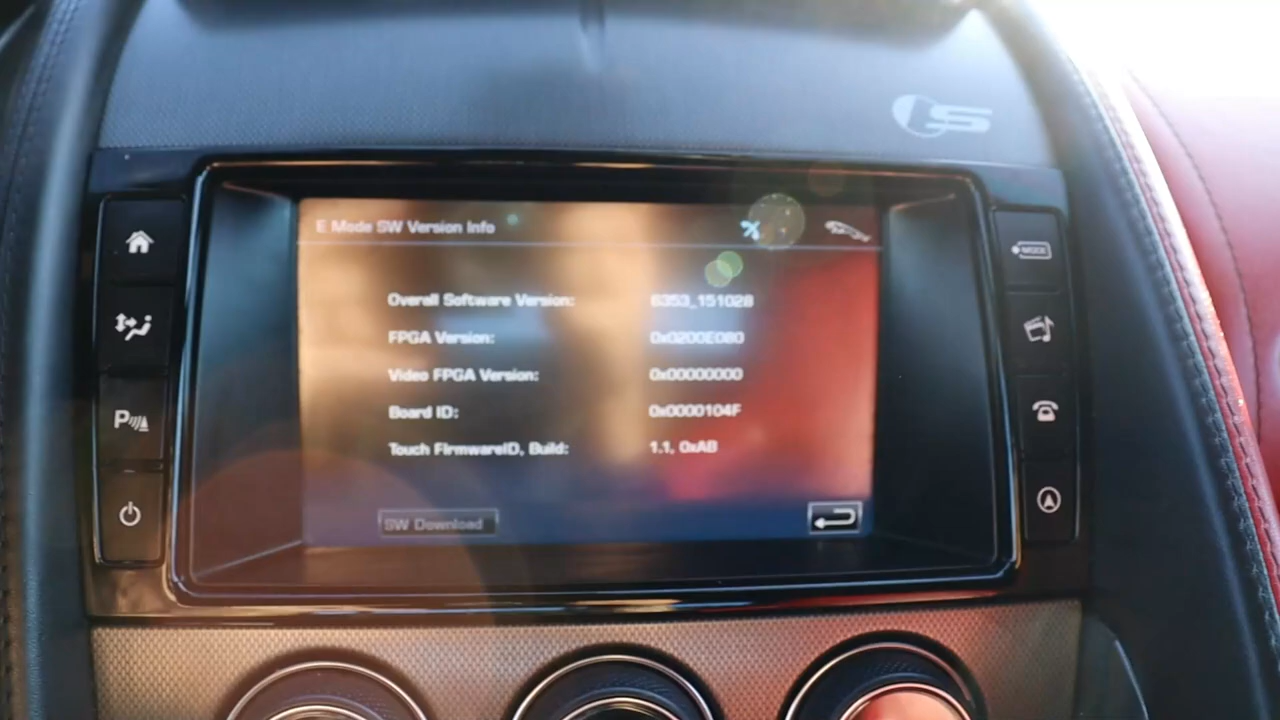 S
E Mode SW Version Info
MODE
Overall Software Version: 6353_151028
FPGA Version: 0x0200E080
Video FPGA Version: 0x00000000
Board ID: 0x0000104F
Touch FirmwareID, Build: 1.1, 0xAB
P
SW Download